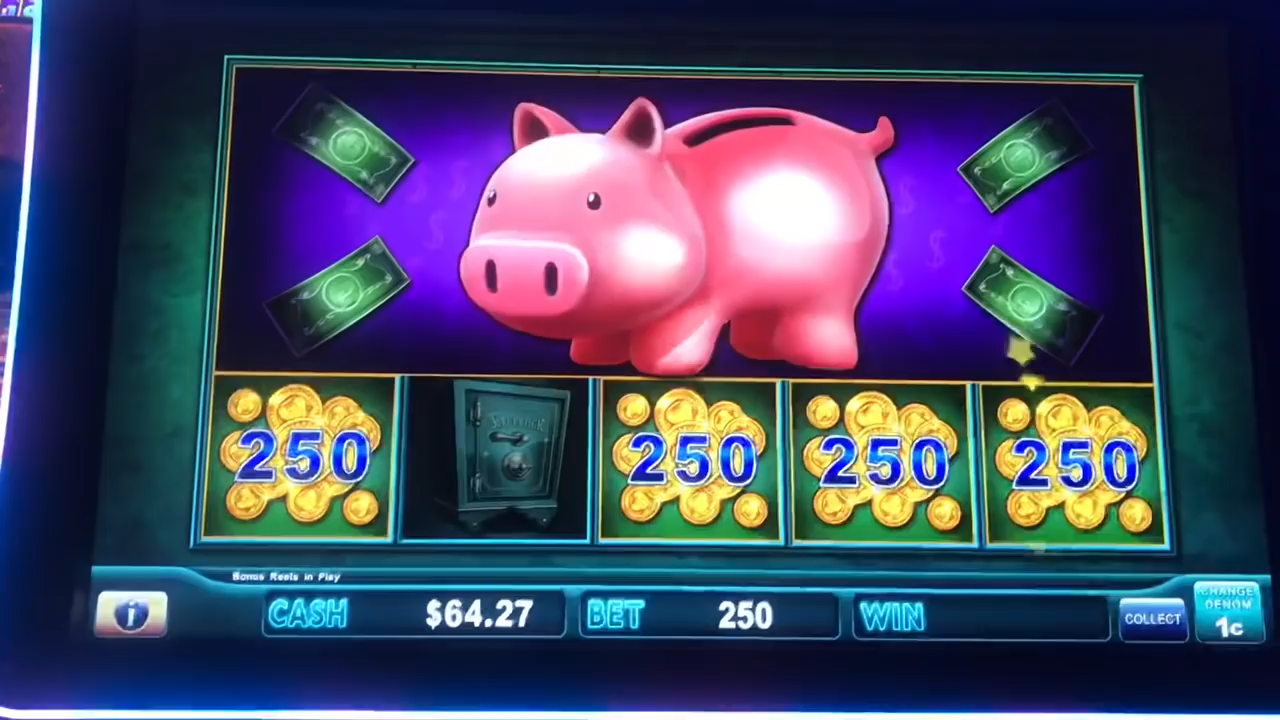 250 250 250 250
Bonus Reels in Play
CASH $64.27 BET 250 WIN
COLLECT
CHANGE
DENOM
1c